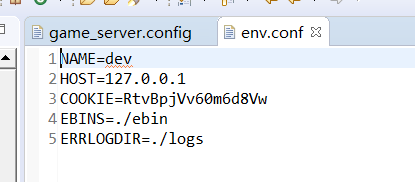 game_server.config env.conf
1 NAME=dev
2 HOST=127.0.0.1
3 COOKIE=RtvBpjVv60m6d8Vw
4 EBINS=./ebin
5 ERRLOGDIR=./logs